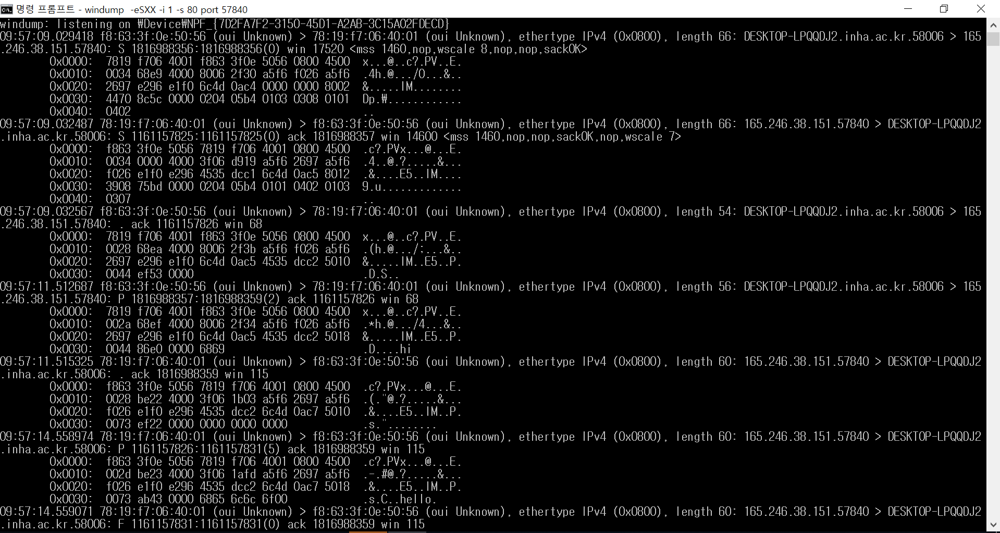 명령 프롬프트 - windump  -eSXX -i 1 -s 80 port 57840
windump: listening on ₩Device₩NPF_{7D2FA7F2-3150-45D1-A2AB-3C15A02FDECD}
09:57:09.029418 f8:63:3f:0e:50:56 (oui Unknown) > 78:19:f7:06:40:01 (oui Unknown), ethertype IPv4 (0x0800), length 66: DESKTOP-LPQQDJ2.inha.ac.kr.58006 > 165
.246.38.151.57840: S 1816988356:1816988356(0) win 17520 <mss 1460,nop,wscale 8,nop,nop,sackOK>
0x0000:  7819 f706 4001 f863 3f0e 5056 0800 4500  x...@..c?.PV..E.
0x0010:  0034 68e9 4000 8006 2f30 a5f6 f026 a5f6  .4h.@.../0...&..
0x0020:  2697 e296 e1f0 6c4d 0ac4 0000 0000 8002  &.....lM........
0x0030:  4470 8c5c 0000 0204 05b4 0103 0308 0101  Dp.₩............
0x0040:  0402                                     ..
09:57:09.032487 78:19:f7:06:40:01 (oui Unknown) > f8:63:3f:0e:50:56 (oui Unknown), ethertype IPv4 (0x0800), length 66: 165.246.38.151.57840 > DESKTOP-LPQQDJ2
.inha.ac.kr.58006: S 1161157825:1161157825(0) ack 1816988357 win 14600 <mss 1460,nop,nop,sackOK,nop,wscale 7>
0x0000:  f863 3f0e 5056 7819 f706 4001 0800 4500  .c?.PVx...@...E.
0x0010:  0034 0000 4000 3f06 d919 a5f6 2697 a5f6  .4..@.?.....&...
0x0020:  f026 e1f0 e296 4535 dcc1 6c4d 0ac5 8012  .&....E5..lM....
0x0030:  3908 75bd 0000 0204 05b4 0101 0402 0103  9.u.............
0x0040:  0307                                     ..
09:57:09.032567 f8:63:3f:0e:50:56 (oui Unknown) > 78:19:f7:06:40:01 (oui Unknown), ethertype IPv4 (0x0800), length 54: DESKTOP-LPQQDJ2.inha.ac.kr.58006 > 165
.246.38.151.57840: . ack 1161157826 win 68
0x0000:  7819 f706 4001 f863 3f0e 5056 0800 4500  x...@..c?.PV..E.
0x0010:  0028 68ea 4000 8006 2f3b a5f6 f026 a5f6  .(h.@.../;...&..
0x0020:  2697 e296 e1f0 6c4d 0ac5 4535 dcc2 5010  &.....lM..E5..P.
0x0030:  0044 ef53 0000                           .D.S..
09:57:11.512687 f8:63:3f:0e:50:56 (oui Unknown) > 78:19:f7:06:40:01 (oui Unknown), ethertype IPv4 (0x0800), length 56: DESKTOP-LPQQDJ2.inha.ac.kr.58006 > 165
.246.38.151.57840: P 1816988357:1816988359(2) ack 1161157826 win 68
0x0000:  7819 f706 4001 f863 3f0e 5056 0800 4500  x...@..c?.PV..E.
0x0010:  002a 68ef 4000 8006 2f34 a5f6 f026 a5f6  .*h.@.../4...&..
0x0020:  2697 e296 e1f0 6c4d 0ac5 4535 dcc2 5018  &.....lM..E5..P.
0x0030:  0044 86e0 0000 6869                      .D....hi
09:57:11.515325 78:19:f7:06:40:01 (oui Unknown) > f8:63:3f:0e:50:56 (oui Unknown), ethertype IPv4 (0x0800), length 60: 165.246.38.151.57840 > DESKTOP-LPQQDJ2
.inha.ac.kr.58006: . ack 1816988359 win 115
0x0000:  f863 3f0e 5056 7819 f706 4001 0800 4500  .c?.PVx...@...E.
0x0010:  0028 be22 4000 3f06 1b03 a5f6 2697 a5f6  .(."@.?.....&...
0x0020:  f026 e1f0 e296 4535 dcc2 6c4d 0ac7 5010  .&....E5..lM..P.
0x0030:  0073 ef22 0000 0000 0000 0000            .s."........
09:57:14.558974 78:19:f7:06:40:01 (oui Unknown) > f8:63:3f:0e:50:56 (oui Unknown), ethertype IPv4 (0x0800), length 60: 165.246.38.151.57840 > DESKTOP-LPQQDJ2
.inha.ac.kr.58006: P 1161157826:1161157831(5) ack 1816988359 win 115
0x0000:  f863 3f0e 5056 7819 f706 4001 0800 4500  .c?.PVx...@...E.
0x0010:  002d be23 4000 3f06 1afd a5f6 2697 a5f6  .-.#@.?.....&...
0x0020:  f026 e1f0 e296 4535 dcc2 6c4d 0ac7 5018  .&....E5..lM..P.
0x0030:  0073 ab43 0000 6865 6c6c 6f00            .s.C..hello.
09:57:14.559071 78:19:f7:06:40:01 (oui Unknown) > f8:63:3f:0e:50:56 (oui Unknown), ethertype IPv4 (0x0800), length 60: 165.246.38.151.57840 > DESKTOP-LPQQDJ2
.inha.ac.kr.58006: F 1161157831:1161157831(0) ack 1816988359 win 115